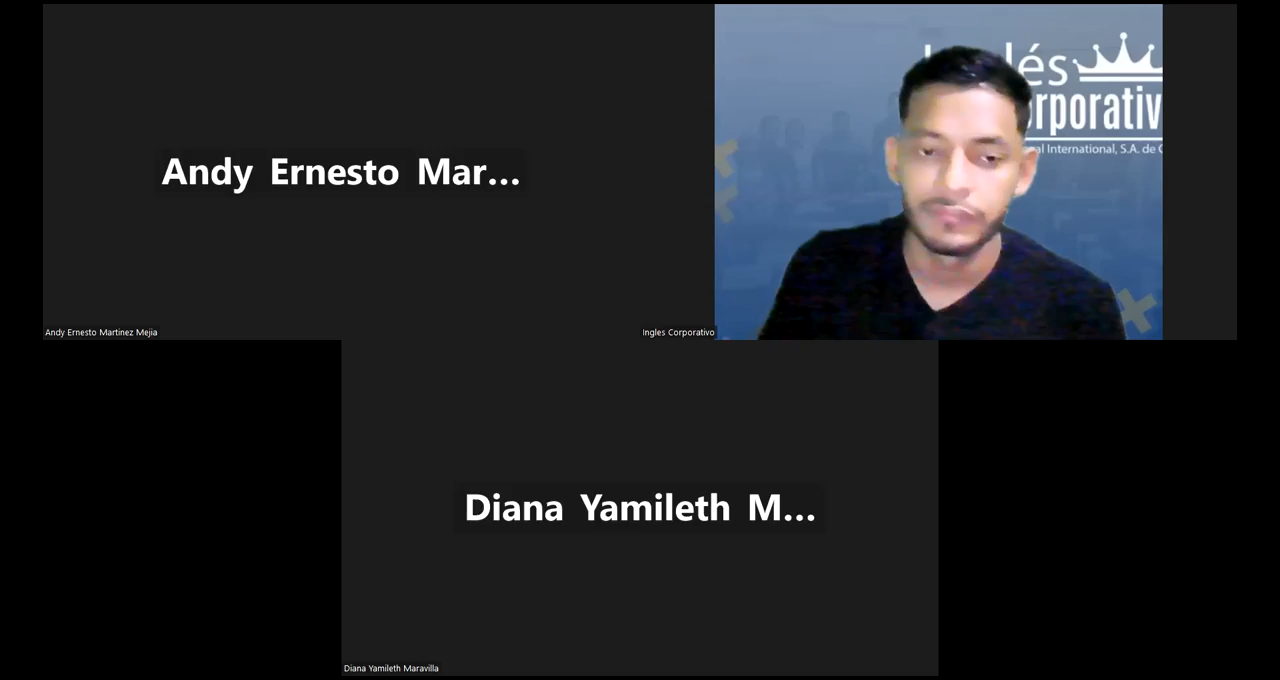 Andy Ernesto Mar...
Andy Ernesto Martinez Mejia
Ingles Corporativo
Diana Yamileth M...
Diana Yamileth Maravilla